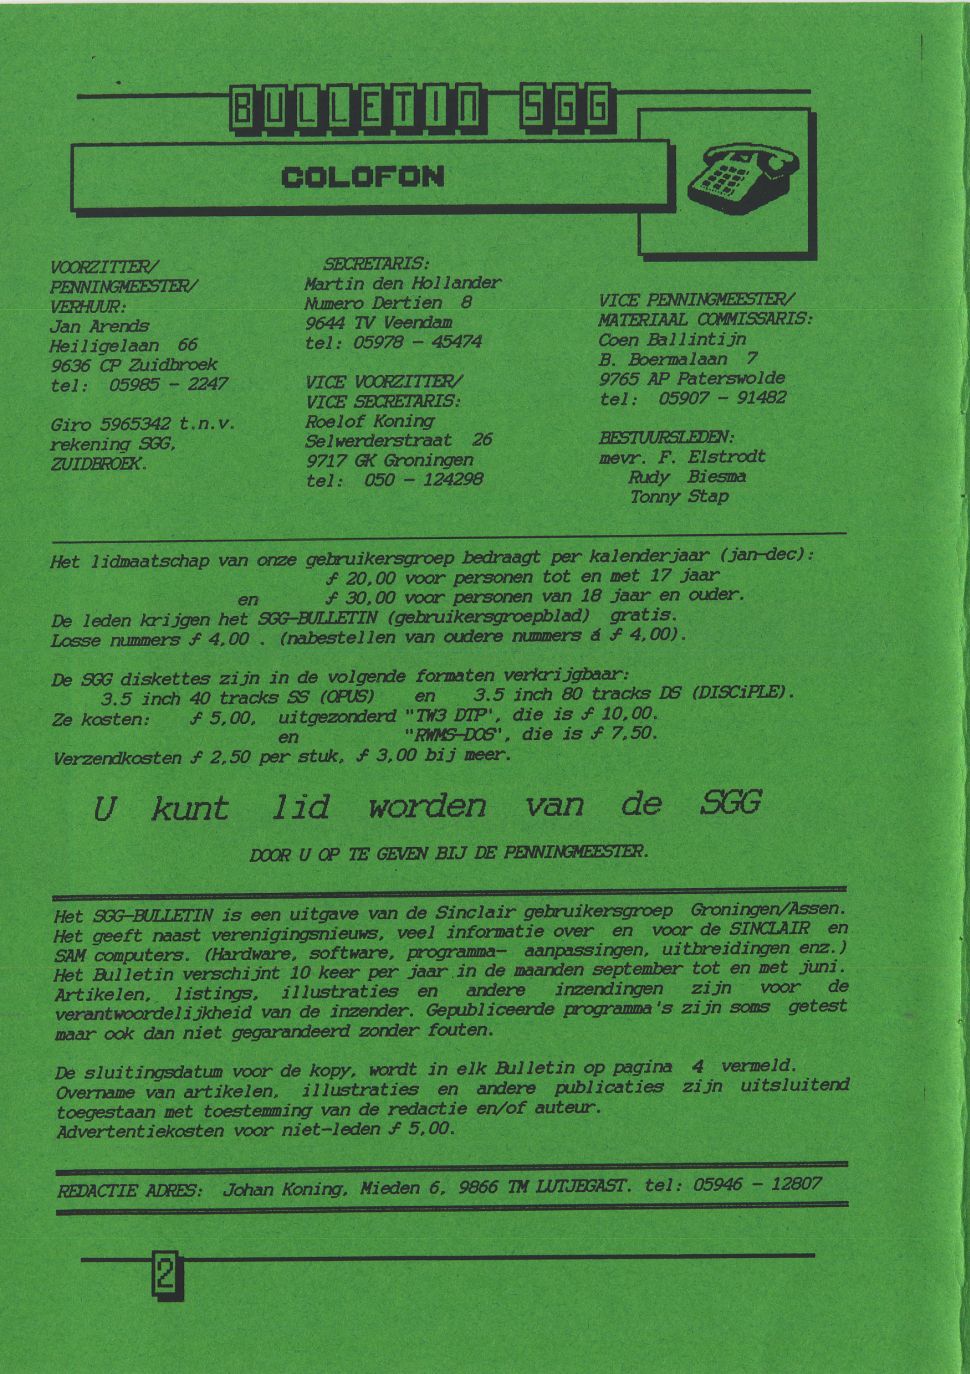 BULLETIN SGG
COLOFON
VOORZITTER/
PENNINGMEESTER/
VERHUUR:
Jan Arends
Heiligelaan 66
9636 CP Zuidbroek
tel: 05985 - 2247
Giro 5965342 t.n.v.
rekening SGG,
ZUIDBROEK.
SECRETARIS:
Martin den Hollander
Numero Dertien 8
9644 TV Veendam
tel: 05978 - 45474
VICE VOORZITTER/
VICE SECRETARIS:
Roelof Koning
Selwerderstraat 26
9717 GK Groningen
tel: 050 - 124298
VICE PENNINGMEESTER/
MATERIAAL COMMISSARIS:
Coen Ballintijn
B. Boermalaan 7
9765 AP Paterswolde
tel: 05907 - 91482
BESTUURSLEDEN:
mevr. F. Elstrodt
Rudy Biesma
Tonny Stap
Het lidmaatschap van onze gebruikersgroep bedraagt per kalenderjaar (jan-dec):
ƒ 20,00 voor personen tot en met 17 jaar
en ƒ 30,00 voor personen van 18 jaar en ouder.
De leden krijgen het SGG-BULLETIN (gebruikersgroepblad) gratis.
Losse nummers ƒ 4,00 . (nabestellen van oudere nummers á ƒ 4,00).
De SGG diskettes zijn in de volgende formaten verkrijgbaar:
3.5 inch 40 tracks SS (OPUS) en 3.5 inch 80 tracks DS (DISCiPLE).
Ze kosten: ƒ 5,00, uitgezonderd "TW3 DTP", die is ƒ 10,00.
en "RWMS-DOS", die is ƒ 7,50.
Verzendkosten ƒ 2,50 per stuk, ƒ 3,00 bij meer.
U kunt lid worden van de SGG
DOOR U OP TE GEVEN BIJ DE PENNINGMEESTER.
Het SGG-BULLETIN is een uitgave van de Sinclair gebruikersgroep Groningen/Assen.
Het geeft naast verenigingsnieuws, veel informatie over en voor de SINCLAIR en
SAM computers. (Hardware, software, programma- aanpassingen, uitbreidingen enz.)
Het Bulletin verschijnt 10 keer per jaar in de maanden september tot en met juni.
Artikelen, listings, illustraties en andere inzendingen zijn voor de
verantwoordelijkheid van de inzender. Gepubliceerde programma's zijn soms getest
maar ook dan niet gegarandeerd zonder fouten.
De sluitingsdatum voor de kopy, wordt in elk Bulletin op pagina 4 vermeld.
Overname van artikelen, illustraties en andere publicaties zijn uitsluitend
toegestaan met toestemming van de redactie en/of auteur.
Advertentiekosten voor niet-leden ƒ 5,00.
REDACTIE ADRES: Johan Koning, Mieden 6, 9866 TM LUTJEGAST. tel: 05946 - 12807
2